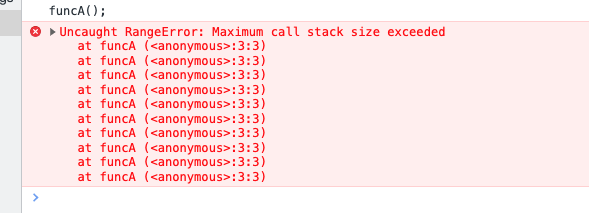 funcA();
Uncaught RangeError: Maximum call stack size exceeded
at funcA (<anonymous>:3:3)
at funcA (<anonymous>:3:3)
at funcA (<anonymous>:3:3)
at funcA (<anonymous>:3:3)
at funcA (<anonymous>:3:3)
at funcA (<anonymous>:3:3)
at funcA (<anonymous>:3:3)
at funcA (<anonymous>:3:3)
at funcA (<anonymous>:3:3)
at funcA (<anonymous>:3:3)